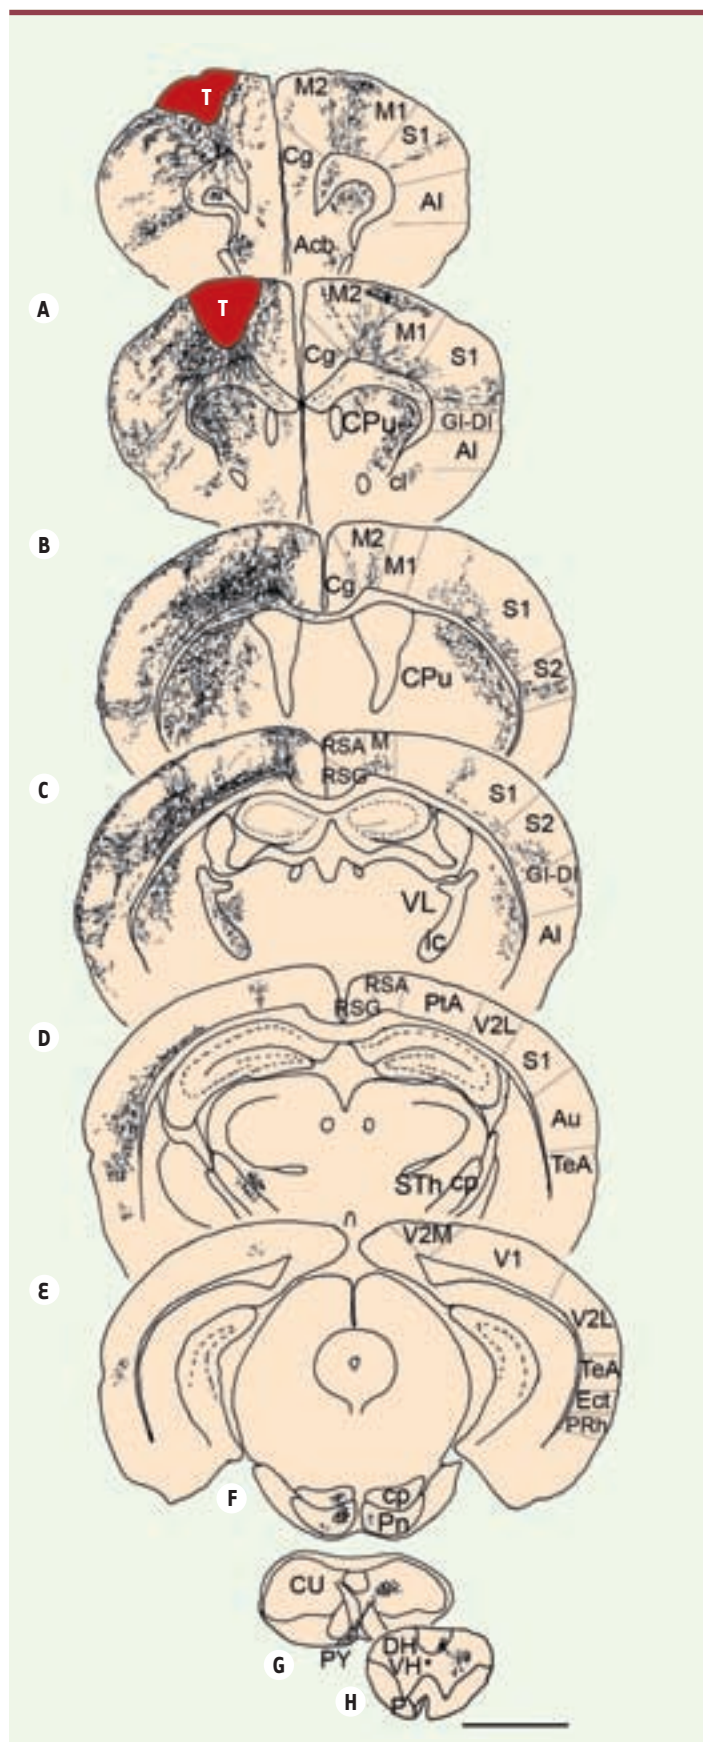 T
M2
M1
S1
Cg
AI
Acb
A
T
M2
M1
S1
Cg
CPu
GI-DI
AI
cl
B
M2
M1
Cg
S1
S2
CPu
C
RSA M
RSG
S1
S2
GI-DI
VL
AI
ic
D
RSA
RSG
PtA
V2L
S1
Au
TeA
STh cp
E
V2M
V1
V2L
TeA
Ect
PRh
F
cp
Pn
CU
G
PY
DH
VH
H
PY